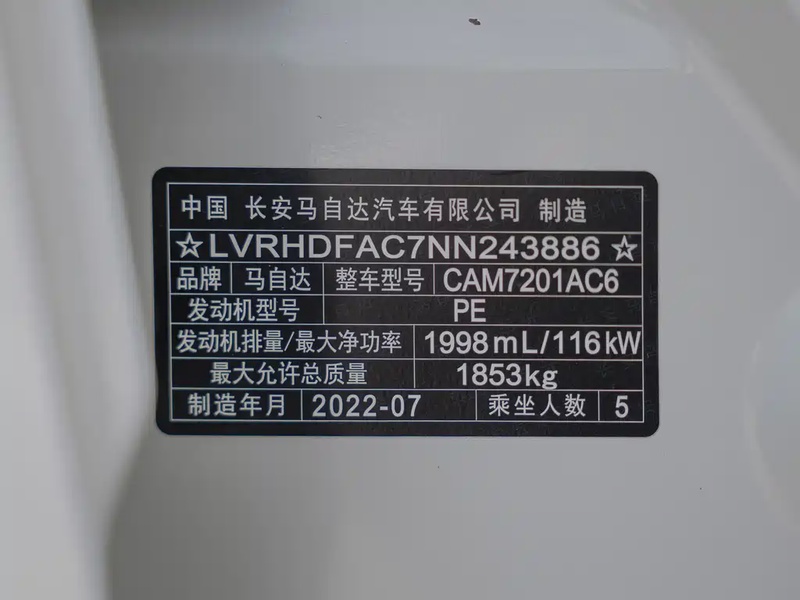 中国 长安马自达汽车有限公司 制造
☆LVRHDFAC7NN243886☆
品牌 马自达 整车型号 CAM7201AC6
发动机型号 PE
发动机排量/最大净功率 1998mL/116kW
最大允许总质量 1853kg
制造年月 2022-07 乘坐人数 5